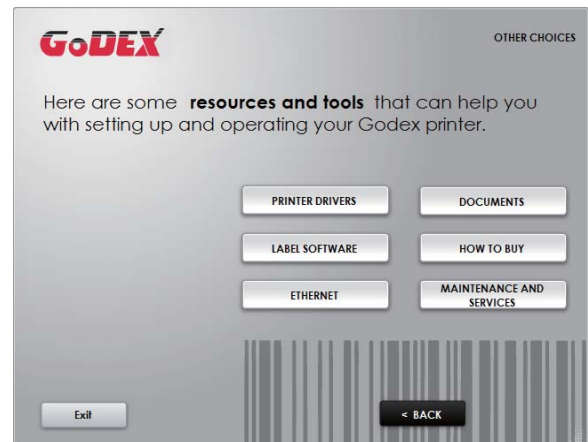 GoDEX
OTHER CHOICES
Here are some resources and tools that can help you
with setting up and operating your Godex printer.
PRINTER DRIVERS
DOCUMENTS
LABEL SOFTWARE
HOW TO BUY
ETHERNET
MAINTENANCE AND
SERVICES
Exit
< BACK